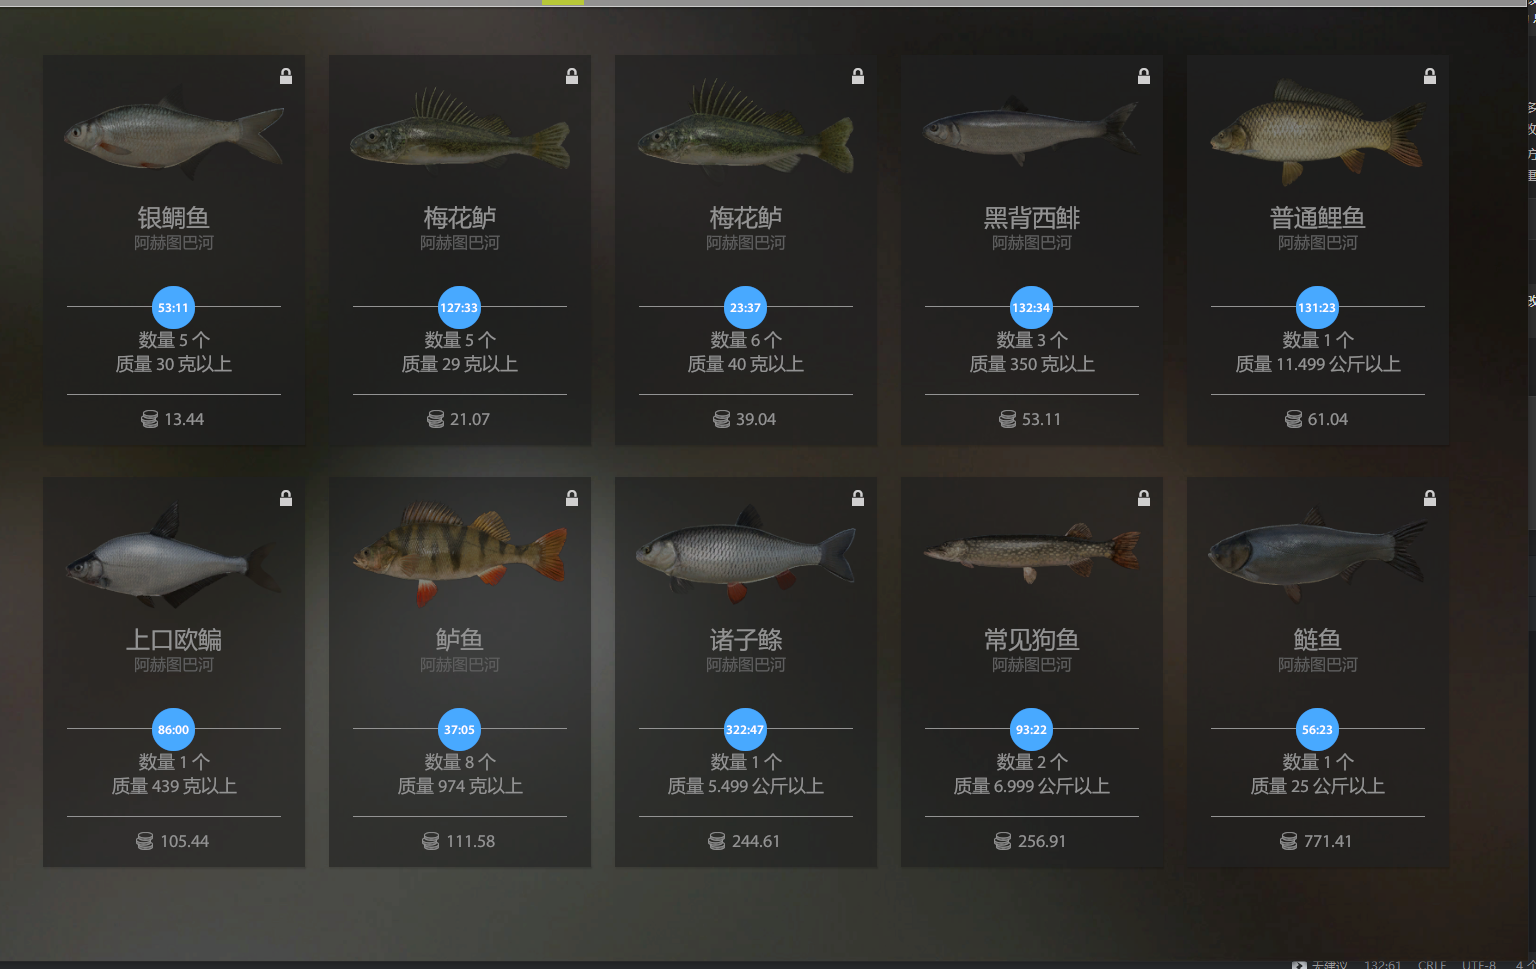 银鲷鱼
阿赫图巴河
53:11
数量 5 个
质量 30 克以上
13.44
梅花鲈
阿赫图巴河
127:33
数量 5 个
质量 29 克以上
21.07
梅花鲈
阿赫图巴河
23:37
数量 6 个
质量 40 克以上
39.04
黑背西鲱
阿赫图巴河
132:34
数量 3 个
质量 350 克以上
53.11
普通鲤鱼
阿赫图巴河
131:23
数量 1 个
质量 11.499 公斤以上
61.04
上口欧鳊
阿赫图巴河
86:00
数量 1 个
质量 439 克以上
105.44
鲈鱼
阿赫图巴河
37:05
数量 8 个
质量 974 克以上
111.58
诸子鲦
阿赫图巴河
322:47
数量 1 个
质量 5.499 公斤以上
244.61
常见狗鱼
阿赫图巴河
93:22
数量 2 个
质量 6.999 公斤以上
256.91
鲢鱼
阿赫图巴河
56:23
数量 1 个
质量 25 公斤以上
771.41
无建议 132:61 CRLF UTF-8 4 个